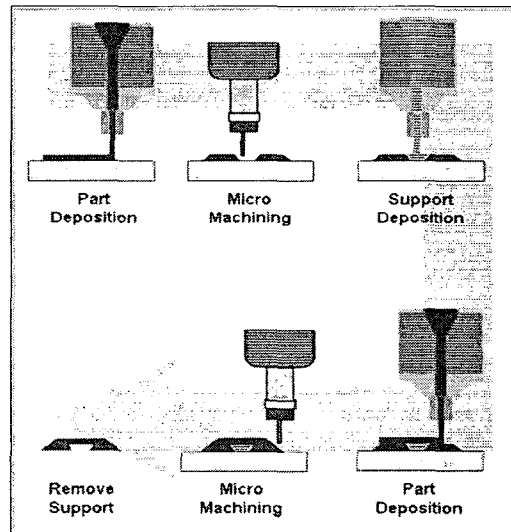 Part Micro Support
Deposition Machining Deposition
Remove Micro Part
Support Machining Deposition